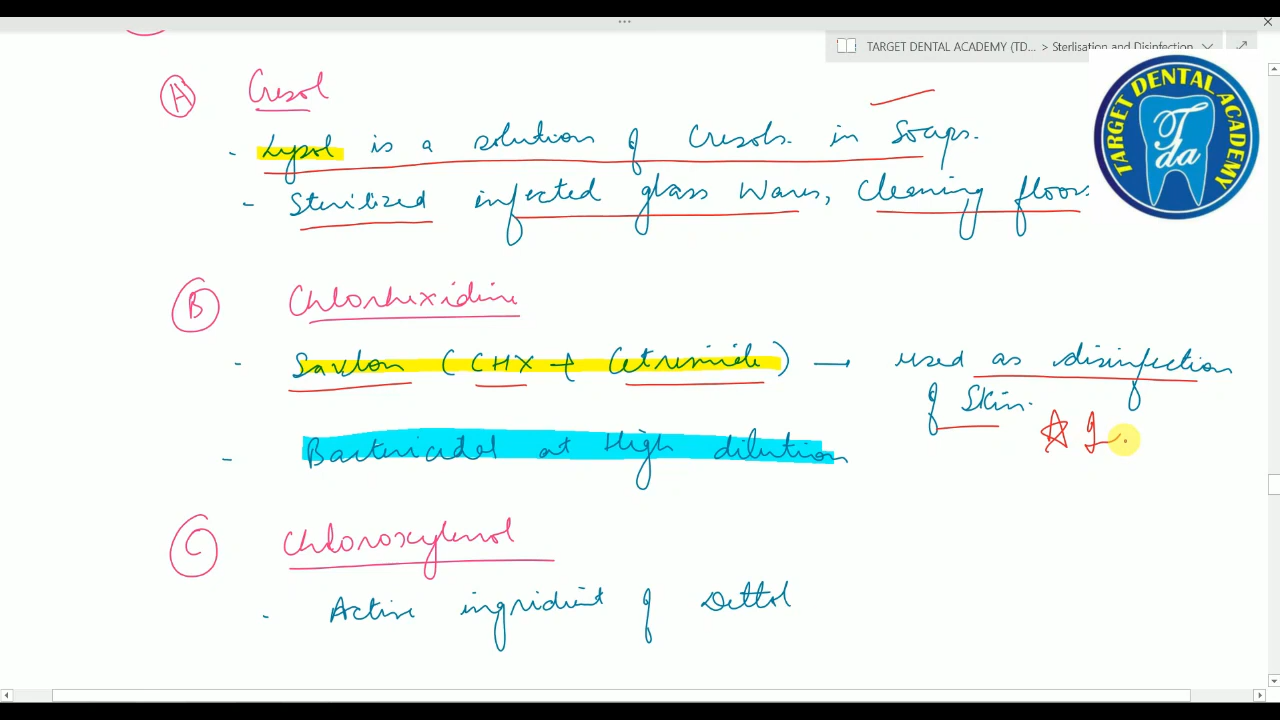 TARGET DENTAL ACADEMY (TD... > Sterlisation and Disinfection
TARGET DENTAL ACADEMY
Tda
A Cresol
- Lysol is a solution of Cresols in Soaps.
- Sterilized infected glass Wares, Cleaning floor.
B Chlorhexidine
- Savlon (CHX + Cetrimide) → used as disinfection
of Skin.
- Bactericidal at High dilution
C Chloroxylenol
- Active ingridient of Dettol